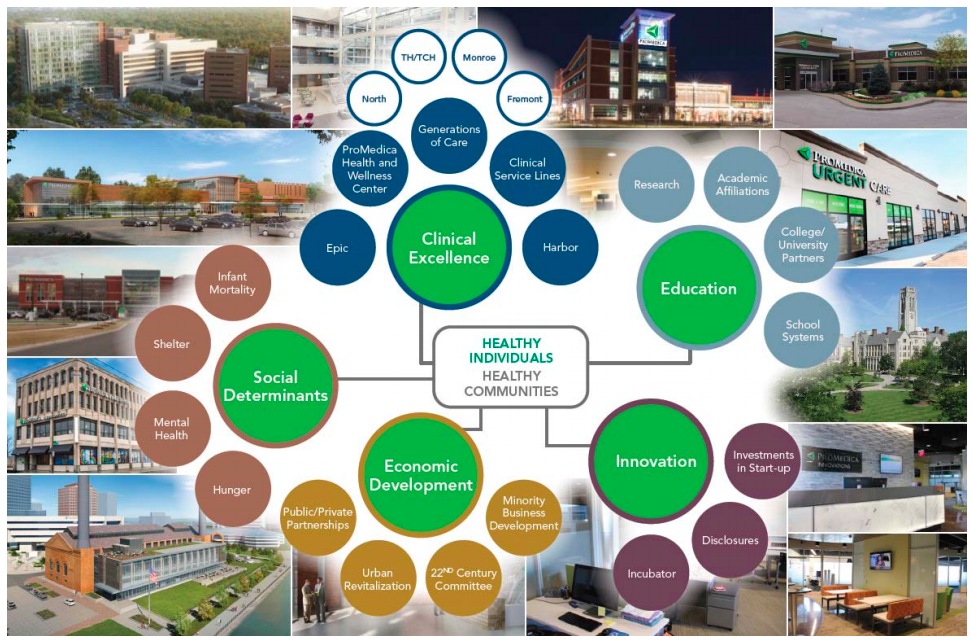 TH/TCH
Monroe
North
Fremont
Generations
of Care
ProMedica
Health and
Wellness
Center
Clinical
Service Lines
Epic
Clinical
Excellence
Harbor
PROMEDICA
PROMEDICA
PROMEDICA
URGENT CARE
Research
Academic
Affiliations
College/
University
Partners
Education
School
Systems
Infant
Mortality
Shelter
Social
Determinants
Mental
Health
Hunger
HEALTHY
INDIVIDUALS
HEALTHY
COMMUNITIES
Economic
Development
Public/Private
Partnerships
Urban
Revitalization
22ND Century
Committee
Minority
Business
Development
Innovation
Investments
in Start-up
Disclosures
Incubator
PROMEDICA
INNOVATIONS